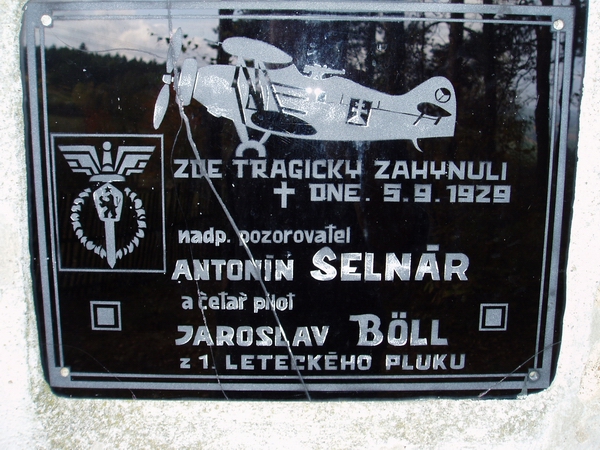 ZDE TRAGICKY ZAHYNULI
✝ DNE. 5.9.1929
nadp. pozorovatel
ANTONÍN SELNÁR
a četař pilot
JAROSLAV BÖLL
z 1. LETECKÉHO PLUKU